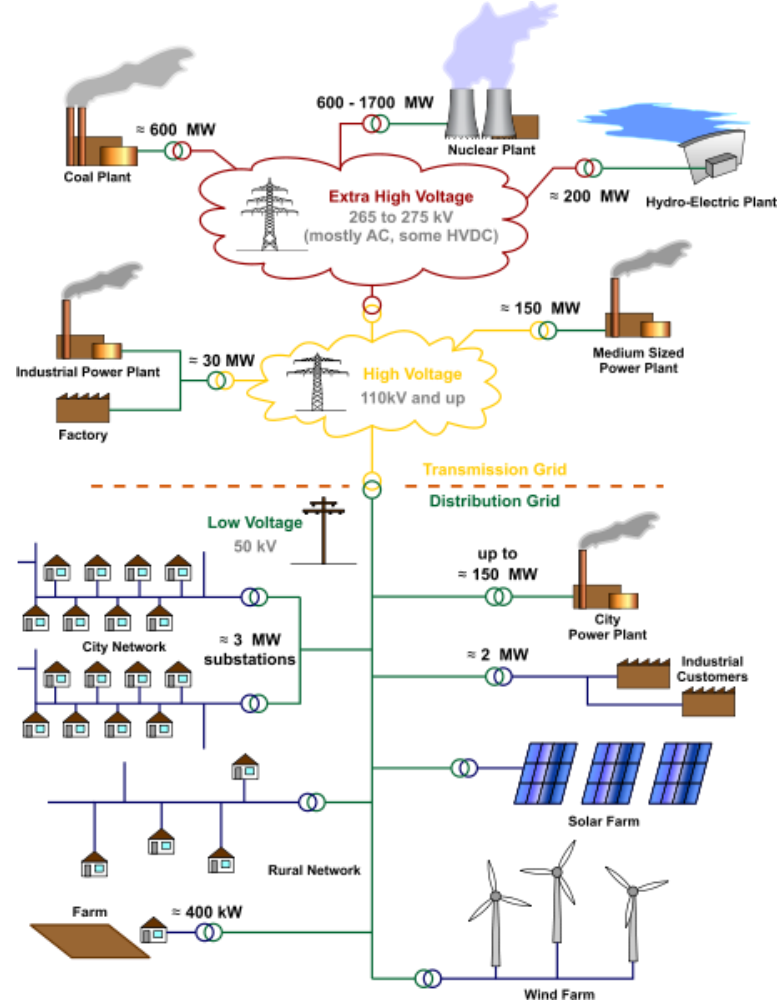 ≈ 600 MW
Coal Plant
600 - 1700 MW
Nuclear Plant
≈ 200 MW
Hydro-Electric Plant
Extra High Voltage
265 to 275 kV
(mostly AC, some HVDC)
≈ 150 MW
Medium Sized
Power Plant
Industrial Power Plant
≈ 30 MW
Factory
High Voltage
110kV and up
Transmission Grid
Distribution Grid
Low Voltage
50 kV
up to
≈ 150 MW
City
Power Plant
City Network
≈ 3 MW
substations
≈ 2 MW
Industrial
Customers
Solar Farm
Rural Network
Farm
≈ 400 kW
Wind Farm